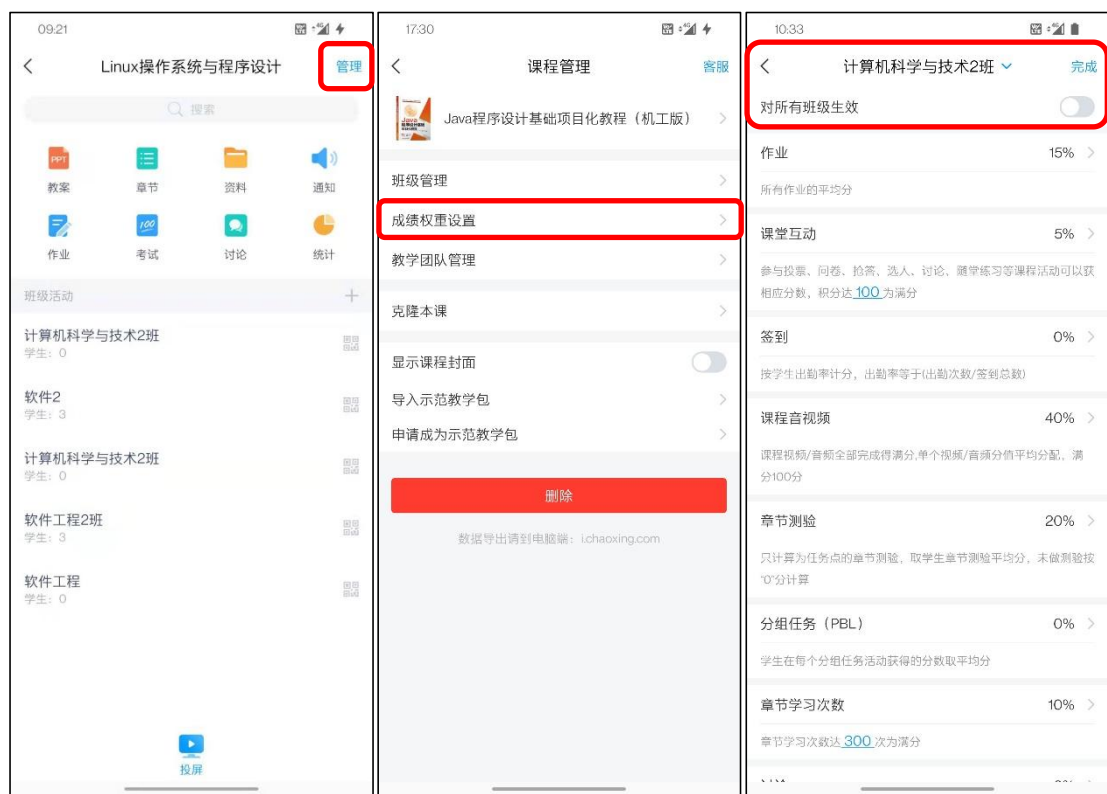 09:21
4G
Linux操作系统与程序设计
管理
搜索
PPT
教案
章节
资料
通知
作业
100
考试
讨论
统计
班级活动
计算机科学与技术2班
学生：0
软件2
学生：3
计算机科学与技术2班
学生：0
软件工程2班
学生：3
软件工程
学生：0
投屏
17:30
4G
课程管理
客服
Java程序设计基础项目化教程（机工版）
班级管理
成绩权重设置
教学团队管理
克隆本课
显示课程封面
导入示范教学包
申请成为示范教学包
删除
数据导出请到电脑端：i.chaoxing.com
10:33
4G
计算机科学与技术2班
完成
对所有班级生效
作业 15%
所有作业的平均分
课堂互动 5%
参与投票、问卷、抢答、选人、讨论、随堂练习等课程活动可以获
相应分数，积分达 100 为满分
签到 0%
按学生出勤率计分，出勤率等于(出勤次数/签到总数)
课程音视频 40%
课程视频/音频全部完成得满分,单个视频/音频分值平均分配，满
分100分
章节测验 20%
只计算为任务点的章节测验，取学生章节测验平均分，未做测验按
"0"分计算
分组任务（PBL） 0%
学生在每个分组任务活动获得的分数取平均分
章节学习次数 10%
章节学习次数达 300 次为满分